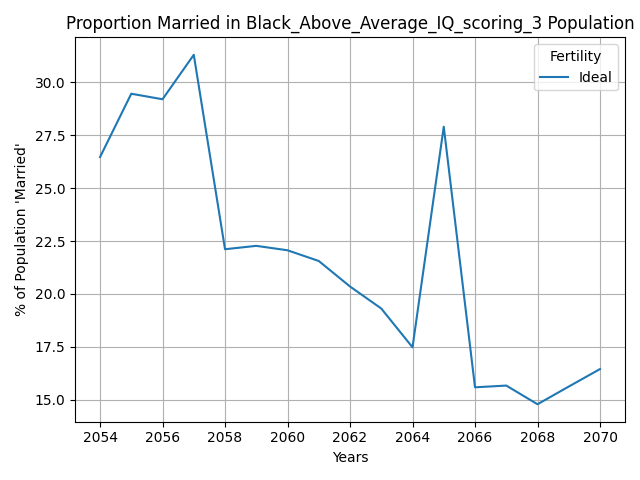 Proportion Married in Black_Above_Average_IQ_scoring_3 Population
% of Population 'Married'
30.0
27.5
25.0
22.5
20.0
17.5
15.0
Fertility
Ideal
2054 2056 2058 2060 2062 2064 2066 2068 2070
Years